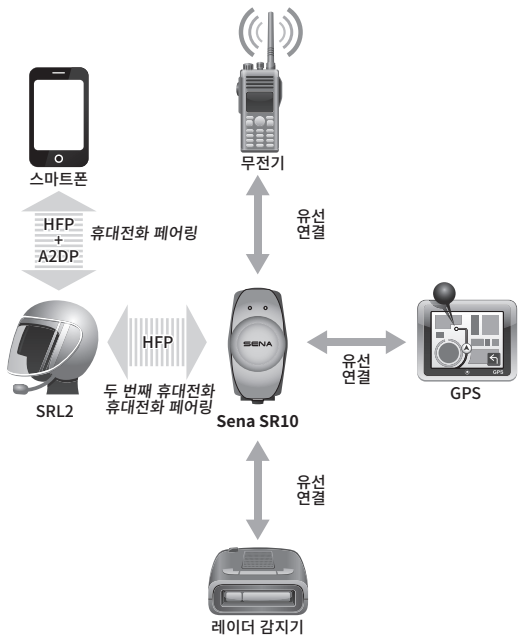 무전기
스마트폰
유선
연결
HFP
+
A2DP
휴대전화 페어링
HFP
SENA
유선
연결
GPS
GPS
두 번째 휴대전화
휴대전화 페어링
SRL2
Sena SR10
유선
연결
레이더 감지기